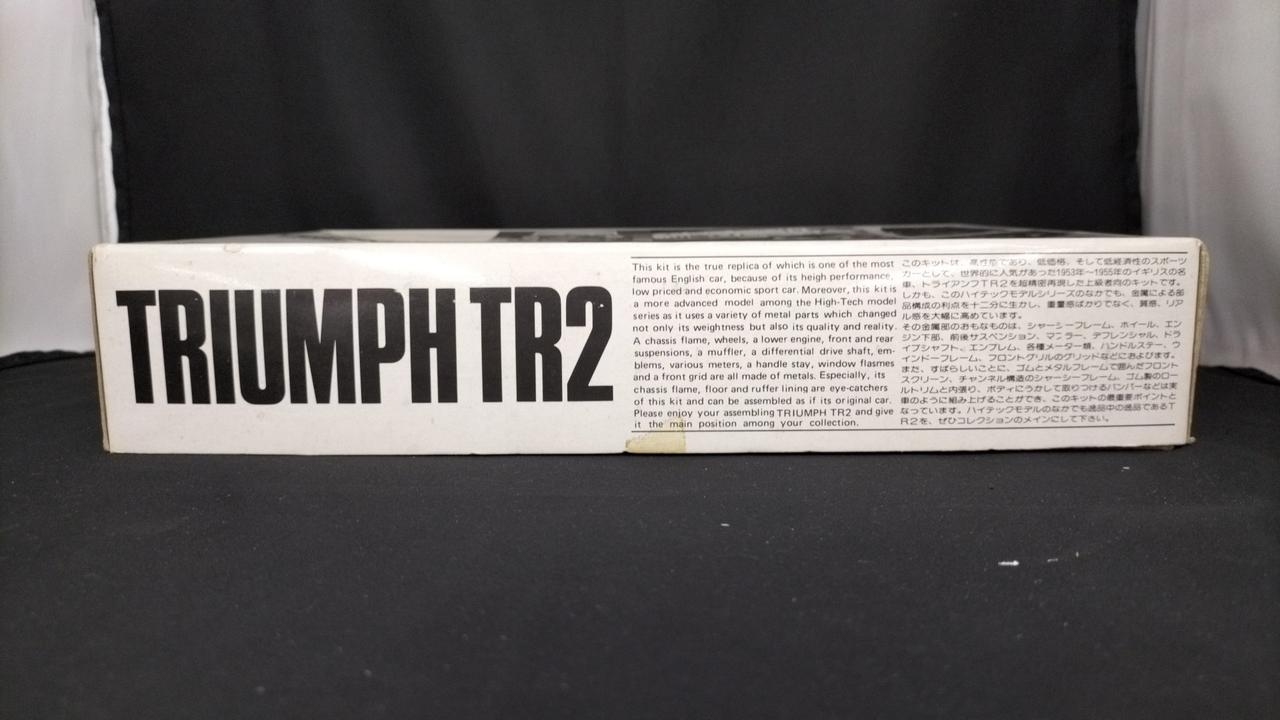 TRIUMPH TR2
This kit is the true replica of which is one of the most
famous English car, because of its heigh performance,
low priced and economic sport car. Moreover, this kit is
a more advanced model among the High-Tech model
series as it uses a variety of metal parts which changed
not only its weightness but also its quality and reality.
A chassis flame, wheels, a lower engine, front and rear
suspensions, a muffler, a differential drive shaft, em-
blems, various meters, a handle stay, window flasmes
and a front grid are all made of metals. Especially, its
chassis flame, floor and ruffer lining are eye-catchers
of this kit and can be assembled as if its original car.
Please enjoy your assembling TRIUMPH TR2 and give
it the main position among your collection.
このキットは、高性能であり、低価格、そして低経済性のスポーツ
カーとして、世界的に人気があった1953年〜1955年のイギリスの名
車、トライアンフTR2を超精密再現した上級者向のキットです。
しかも、このハイテックモデルシリーズのなかでも、金属による部
品構成の利点を十二分に生かし、重量感ばかりでなく、質感、リア
ル感を大幅に高めています。
その金属部のおもなものは、シャーシーフレーム、ホイール、エン
ジン下部、前後サスペンション、マフラー、デフレンシャル、ドラ
イブシャフト、エンブレム、各種メーター類、ハンドルステー、ウ
インドーフレーム、フロントグリルのグリッドなどにおよびます。
まだ、すばらしいことに、ゴムとメタルフレームで囲んだフロント
スクリーン、チャンネル構造のシャーシーフレーム、ゴム製のロー
ルトリムと内張り、ボディにうかして取りつけるバンパーなどは実
車のように組み上げることができ、このキットの最重要ポイントと
なっています。ハイテックモデルのなかでも逸品中の逸品であるT
R2を、ぜひコレクションのメインにして下さい。